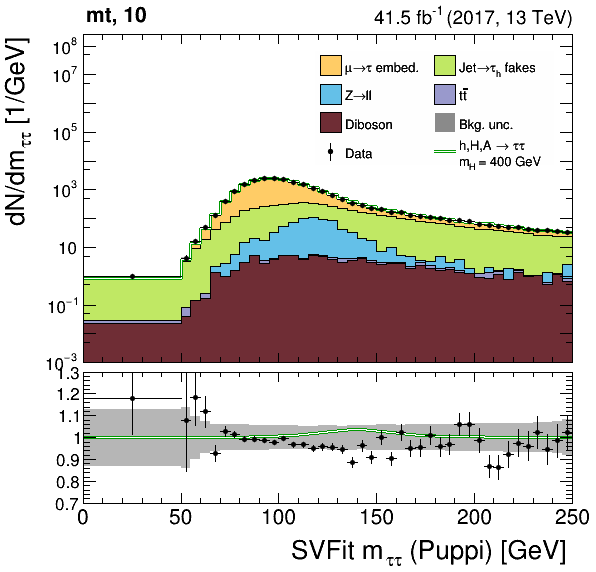 mt, 10
41.5 fb⁻¹ (2017, 13 TeV)
dN/dm_ττ [1/GeV]
10⁸
10⁷
10⁵
10³
10
10⁻¹
10⁻³
μ→τ embed.
Jet→τ_h fakes
Z→ll
tt̄
Diboson
Bkg. unc.
Data
h,H,A → ττ
m_H = 400 GeV
1.3
1.2
1.1
1
0.9
0.8
0.7
0 50 100 150 200 250
SVFit m_ττ (Puppi) [GeV]